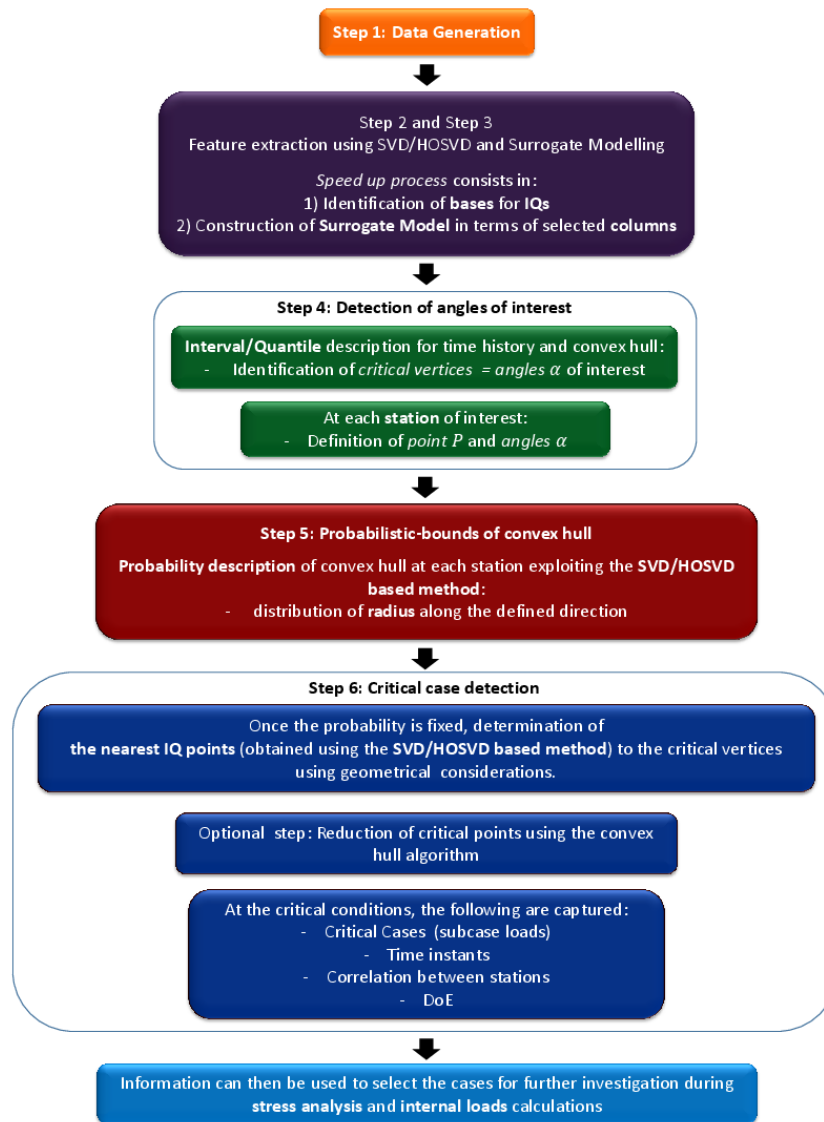 Step 1: Data Generation
Step 2 and Step 3
Feature extraction using SVD/HOSVD and Surrogate Modelling
Speed up process consists in:
1) Identification of bases for IQs
2) Construction of Surrogate Model in terms of selected columns
Step 4: Detection of angles of interest
Interval/Quantile description for time history and convex hull:
- Identification of critical vertices = angles α of interest
At each station of interest:
- Definition of point P and angles α
Step 5: Probabilistic-bounds of convex hull
Probability description of convex hull at each station exploiting the SVD/HOSVD
based method:
- distribution of radius along the defined direction
Step 6: Critical case detection
Once the probability is fixed, determination of
the nearest IQ points (obtained using the SVD/HOSVD based method) to the critical vertices
using geometrical considerations.
Optional step: Reduction of critical points using the convex
hull algorithm
At the critical conditions, the following are captured:
- Critical Cases (subcase loads)
- Time instants
- Correlation between stations
- DoE
Information can then be used to select the cases for further investigation during
stress analysis and internal loads calculations